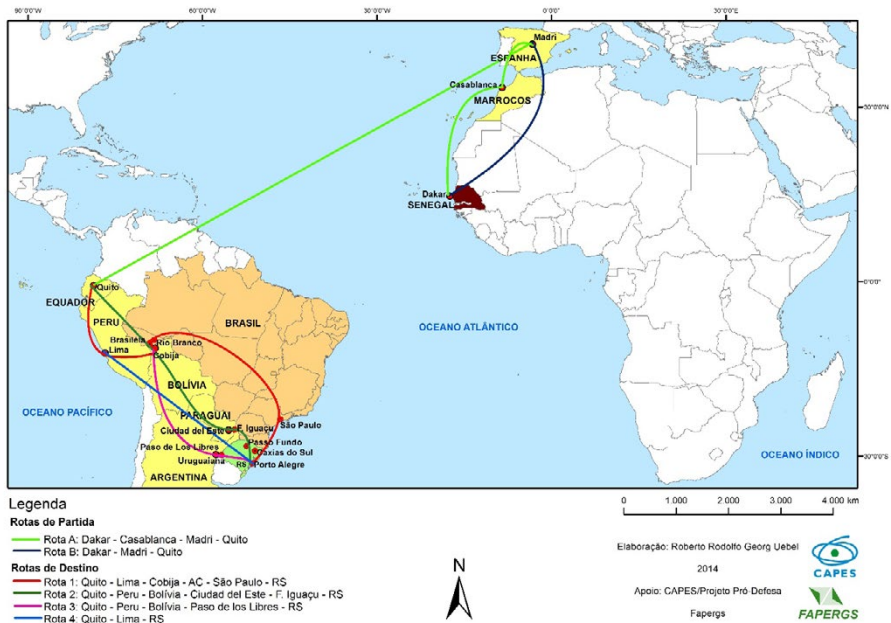 90°0'0"W 60°0'0"W 30°0'0"W 0°0'0" 30°0'0"E
Madri
ESPANHA
Casablanca
MARROCOS
30°0'0"N
Dakar
SENEGAL
Quito
EQUADOR
0°0'0"
PERU
BRASIL
OCEANO ATLÂNTICO
Brasileia
Rio Branco
Lima
Cobija
BOLÍVIA
OCEANO PACÍFICO
PARAGUAI
Ciudad del Este
F. Iguaçu
São Paulo
Passo Fundo
Paso de Los Libres
Caxias do Sul
Uruguaiana
RS
Porto Alegre
OCEANO ÍNDICO
30°0'0"S
ARGENTINA
Legenda
Rotas de Partida
Rota A: Dakar - Casablanca - Madri - Quito
Rota B: Dakar - Madri - Quito
Rotas de Destino
Rota 1: Quito - Lima - Cobija - AC - São Paulo - RS
Rota 2: Quito - Peru - Bolívia - Ciudad del Este - F. Iguaçu - RS
Rota 3: Quito - Peru - Bolívia - Paso de los Libres - RS
Rota 4: Quito - Lima - RS
N
0 1.000 2.000 3.000 4.000 km
Elaboração: Roberto Rodolfo Georg Uebel
2014
Apoio: CAPES/Projeto Pró-Defesa
Fapergs
CAPES
FAPERGS